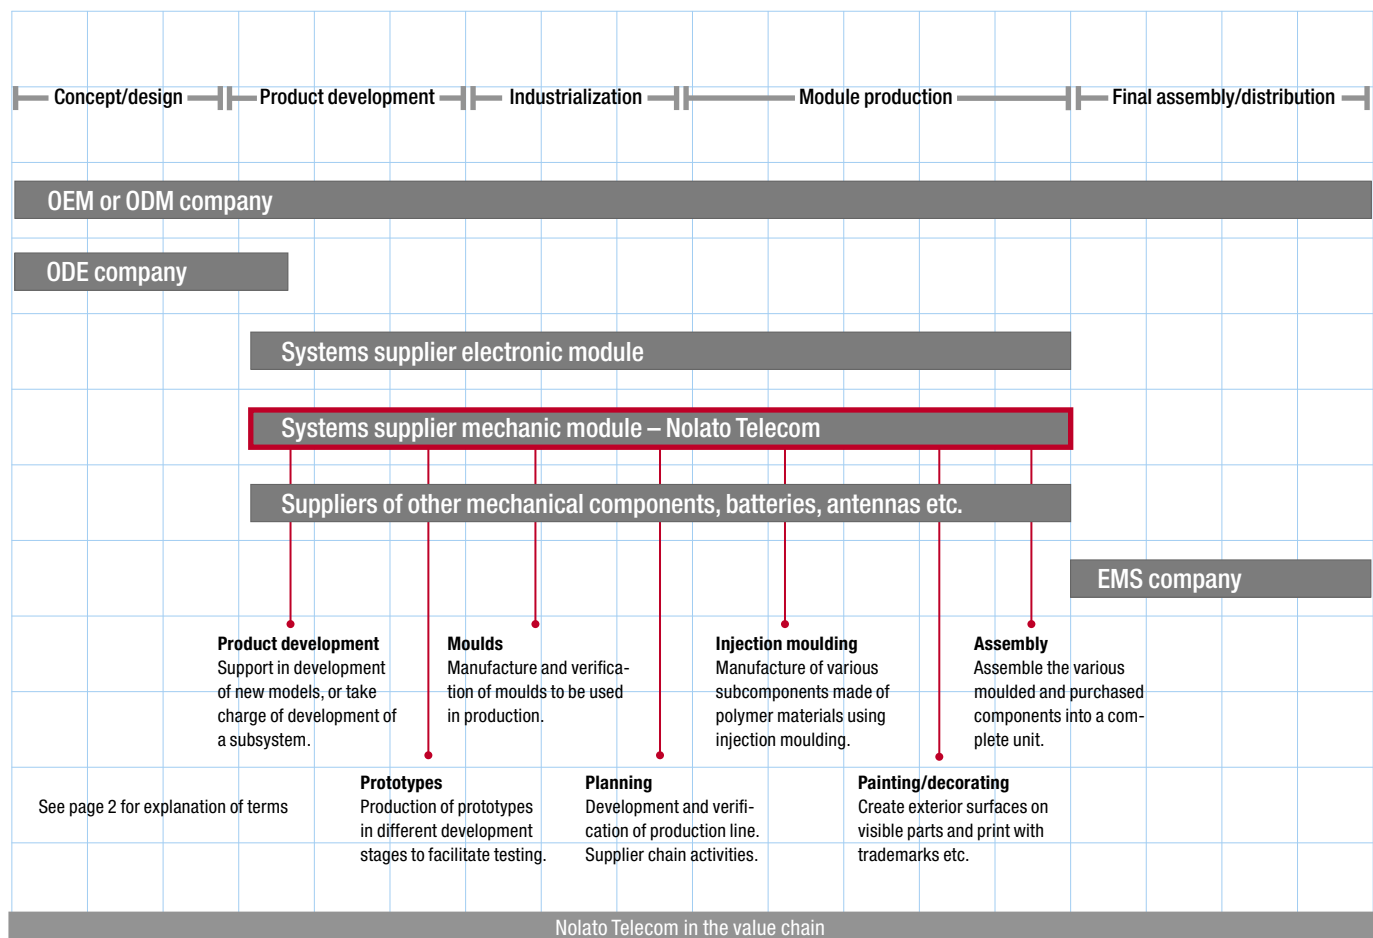 Concept/design
Product development
Industrialization
Module production
Final assembly/distribution
OEM or ODM company
ODE company
Systems supplier electronic module
Systems supplier mechanic module – Nolato Telecom
Suppliers of other mechanical components, batteries, antennas etc.
EMS company
Product development
Support in development
of new models, or take
charge of development of
a subsystem.
Moulds
Manufacture and verifica-
tion of moulds to be used
in production.
Injection moulding
Manufacture of various
subcomponents made of
polymer materials using
injection moulding.
Assembly
Assemble the various
moulded and purchased
components into a com-
plete unit.
See page 2 for explanation of terms
Prototypes
Production of prototypes
in different development
stages to facilitate testing.
Planning
Development and verifi-
cation of production line.
Supplier chain activities.
Painting/decorating
Create exterior surfaces on
visible parts and print with
trademarks etc.
Nolato Telecom in the value chain